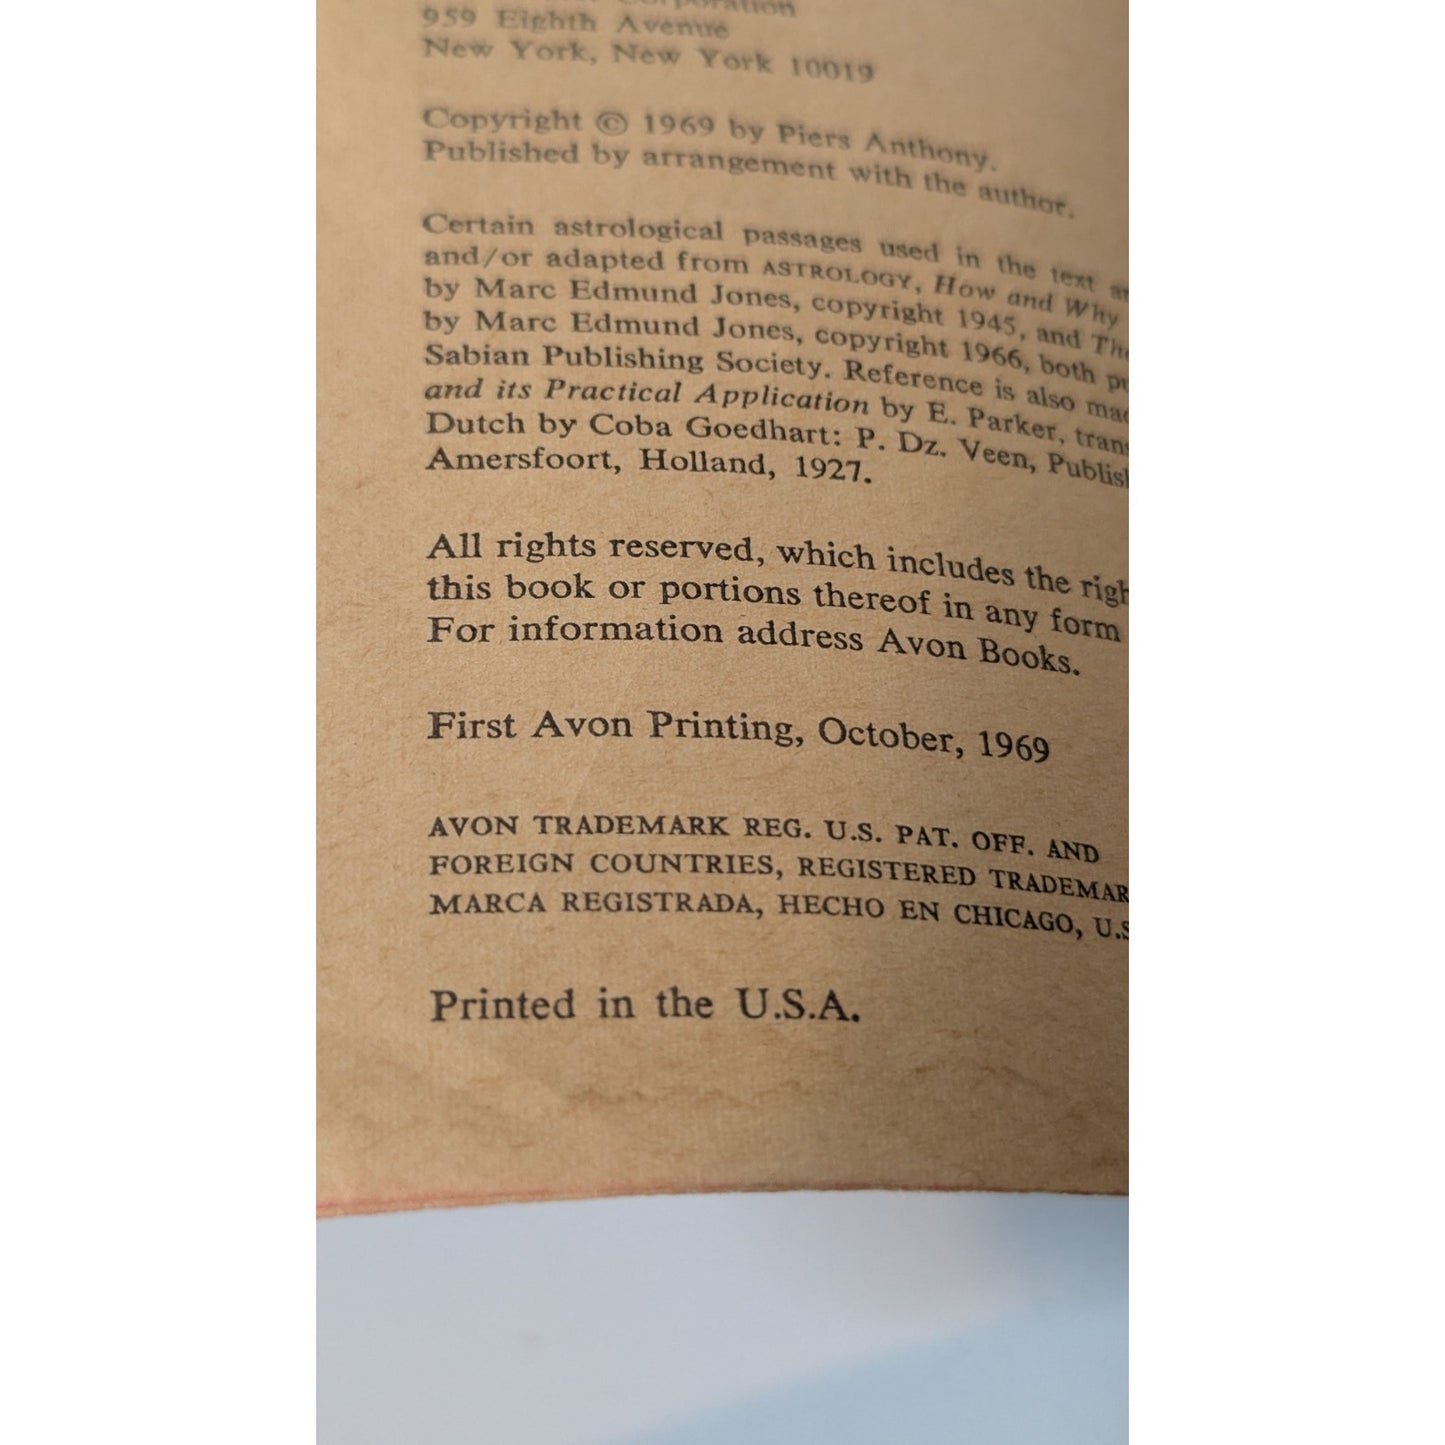 Corporation
959 Eighth Avenue
New York, New York 10019
Copyright © 1969 by Piers Anthony.
Published by arrangement with the author.
Certain astrological passages used in the text
and/or adapted from ASTROLOGY, How and Why
by Marc Edmund Jones, copyright 1945, and
by Marc Edmund Jones, copyright 1966, both
Sabian Publishing Society. Reference is also
and its Practical Application by E. Parker,
Dutch by Coba Goedhart: P. Dz. Veen,
Amersfoort, Holland, 1927.
All rights reserved, which includes the
this book or portions thereof in any form
For information address Avon Books.
First Avon Printing, October, 1969
AVON TRADEMARK REG. U.S. PAT. OFF. AND
FOREIGN COUNTRIES, REGISTERED
MARCA REGISTRADA, HECHO EN CHICAGO,
Printed in the U.S.A.